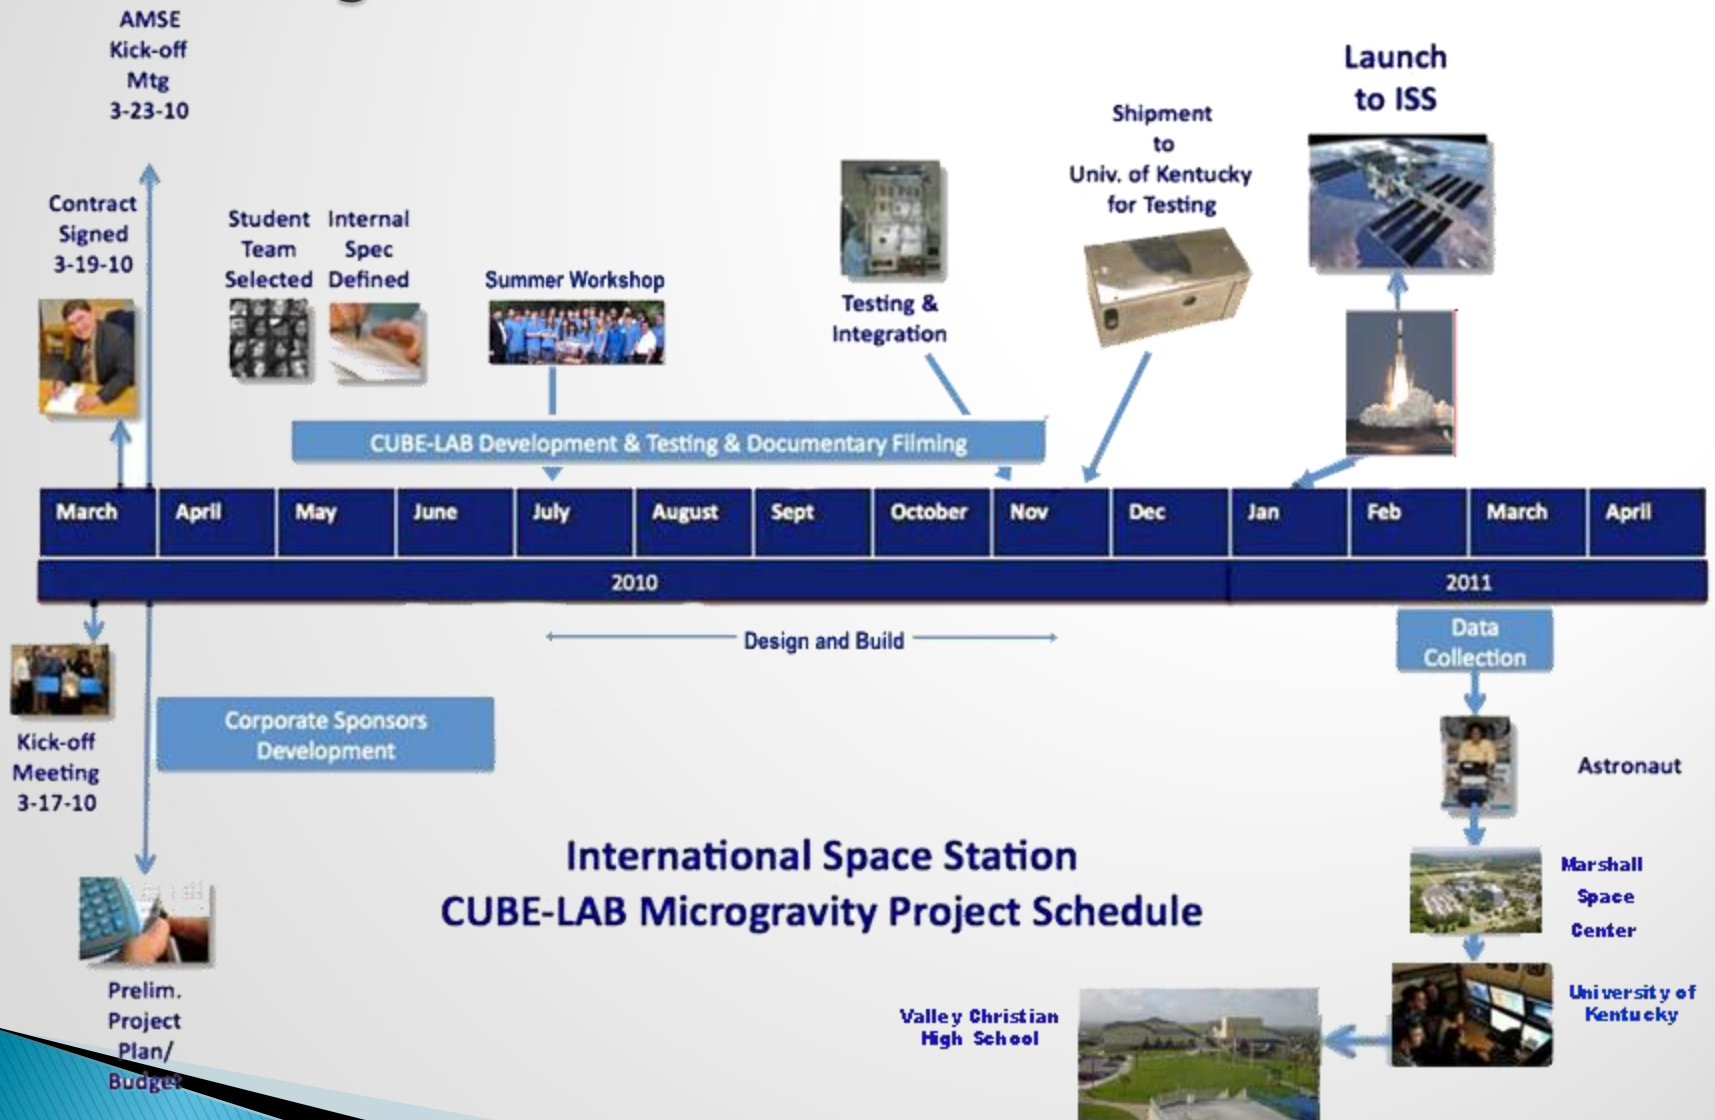 AMSE
Kick-off
Mtg
3-23-10
Launch
to ISS
Shipment
to
Univ. of Kentucky
for Testing
Contract
Signed
3-19-10
Student
Team
Selected
Internal
Spec
Defined
Summer Workshop
Testing &
Integration
CUBE-LAB Development & Testing & Documentary Filming
March
April
May
June
July
August
Sept
October
Nov
Dec
Jan
Feb
March
April
2010
2011
Design and Build
Data
Collection
Kick-off
Meeting
3-17-10
Corporate Sponsors
Development
Astronaut
International Space Station
CUBE-LAB Microgravity Project Schedule
Marshall
Space
Center
Prelim.
Project
Plan/
Budget
University of
Kentucky
Valley Christian
High School